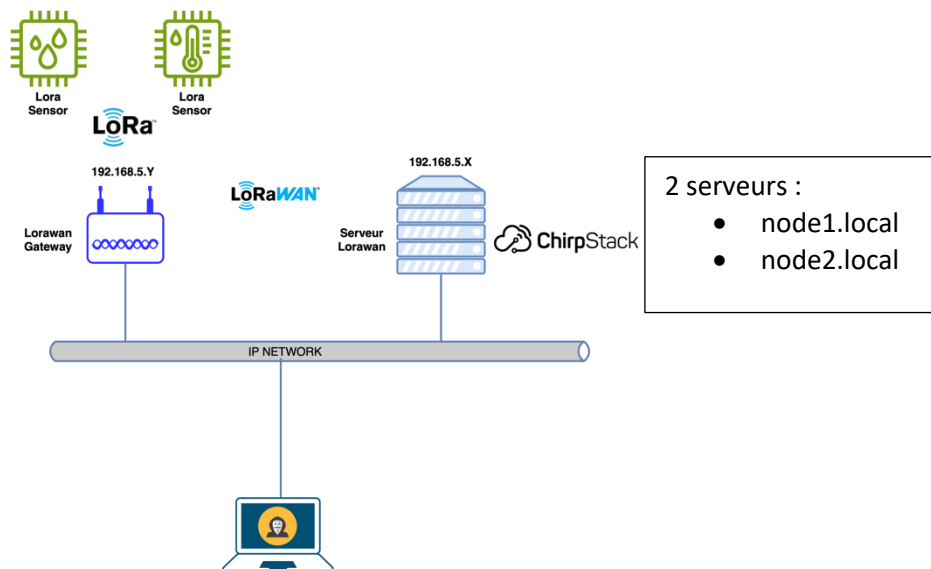 Lora
Sensor
Lora
Sensor
LoRa
192.168.5.Y
LoRaWAN
192.168.5.X
Lorawan
Gateway
Serveur
Lorawan
ChirpStack
2 serveurs :
• node1.local
• node2.local
IP NETWORK